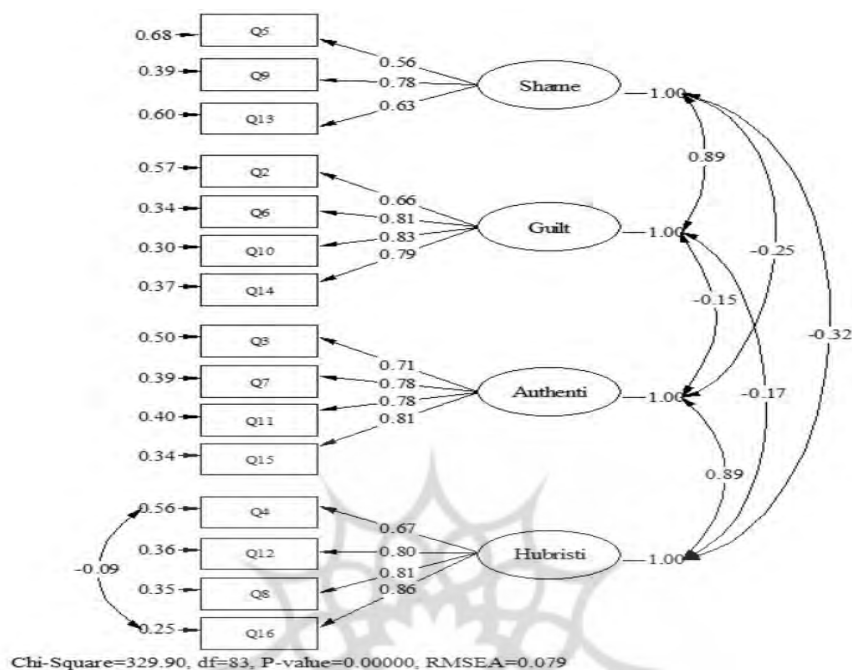 0.68 Q5 0.56
0.39 Q9 0.78 Shame 1.00
0.60 Q13 0.63
0.89
0.57 Q2 0.66
0.34 Q6 0.81 Guilt 1.00
0.30 Q10 0.83 -0.25
0.37 Q14 0.79
-0.15
0.50 Q3 0.71 -0.32
0.39 Q7 0.78 Authenti 1.00 -0.17
0.40 Q11 0.78
0.34 Q15 0.81
0.89
0.56 Q4 0.67
0.36 Q12 0.80 Hubristi 1.00
-0.09
0.35 Q8 0.81
0.25 Q16 0.86
Chi-Square=329.90, df=83, P-value=0.00000, RMSEA=0.079